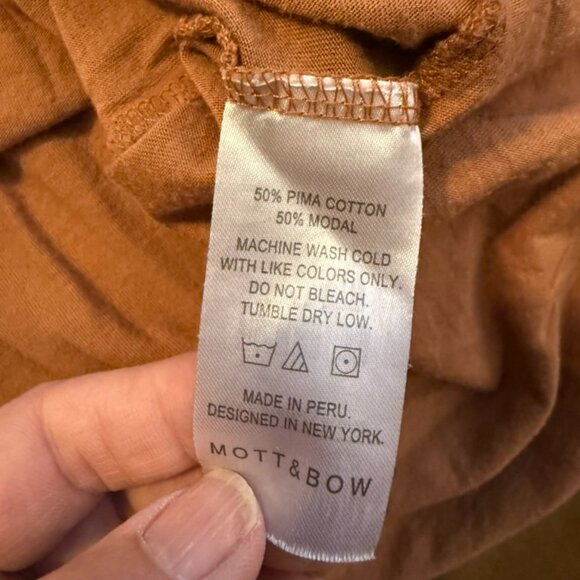 50% PIMA COTTON
50% MODAL
MACHINE WASH COLD
WITH LIKE COLORS ONLY.
DO NOT BLEACH.
TUMBLE DRY LOW.
MADE IN PERU.
DESIGNED IN NEW YORK.
MOTT&BOW